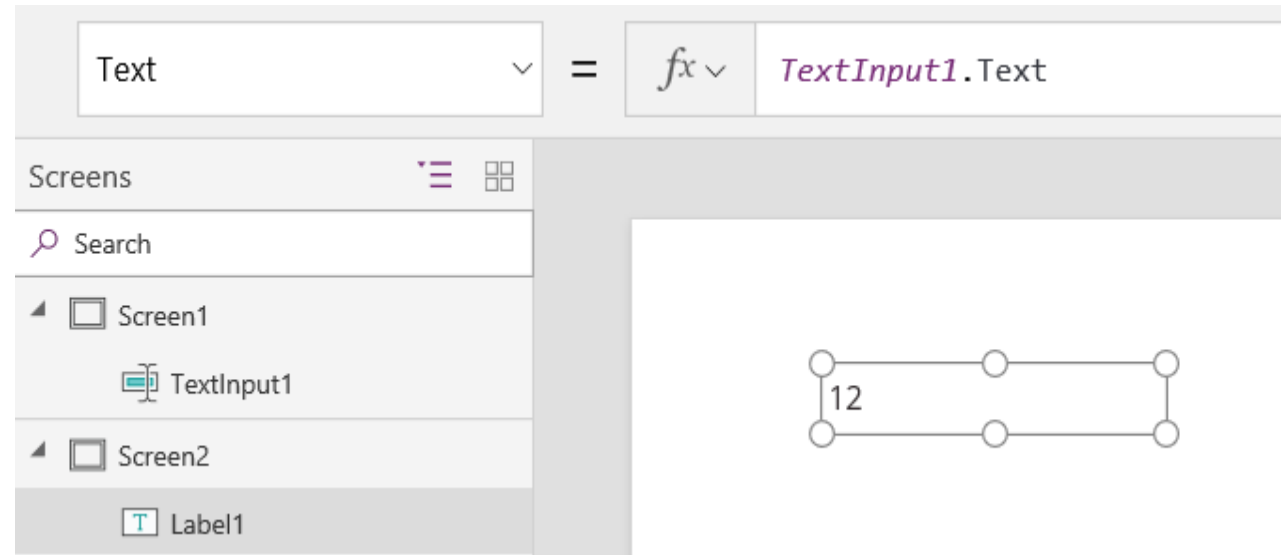 Text = fx TextInput1.Text
Screens
Search
Screen1
TextInput1
12
Screen2
T Label1